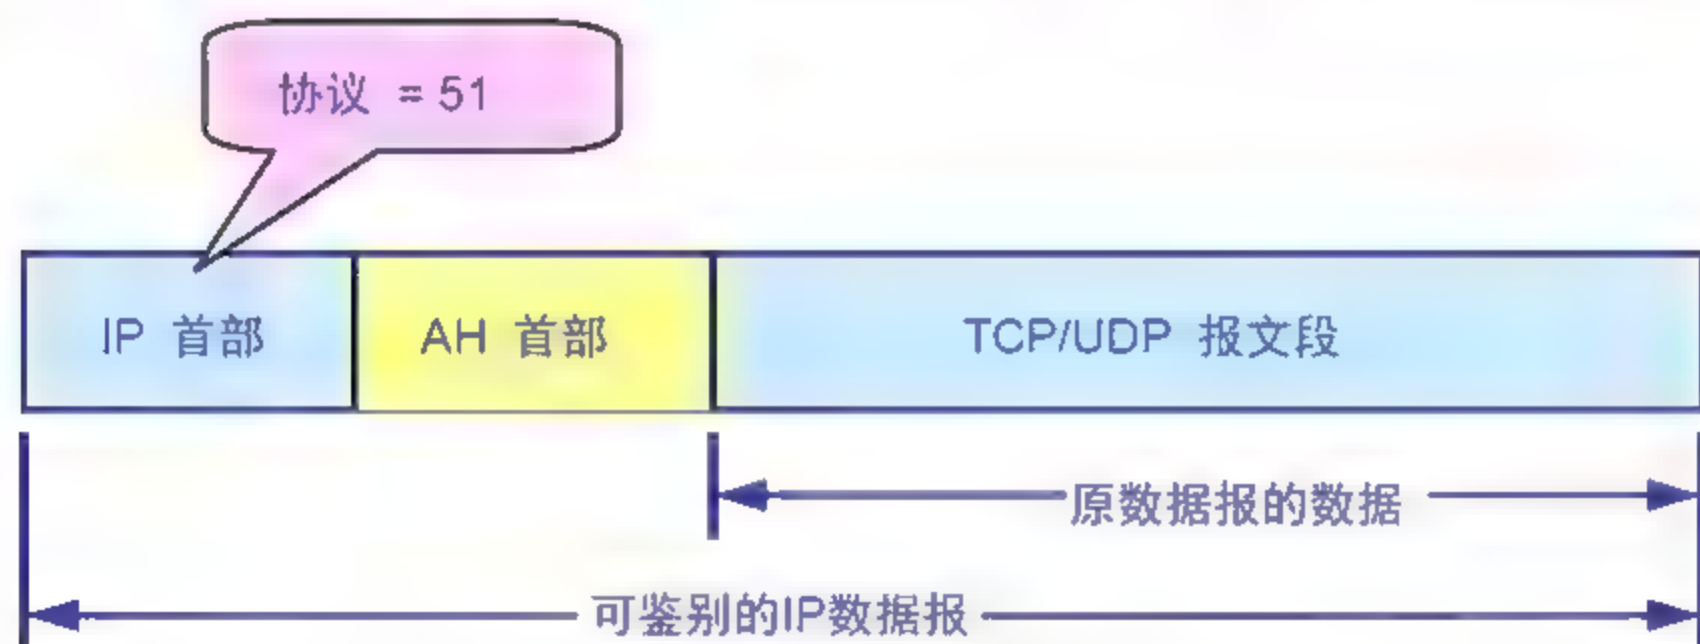 协议 = 51
IP 首部
AH 首部
TCP/UDP 报文段
原数据报的数据
可鉴别的IP数据报